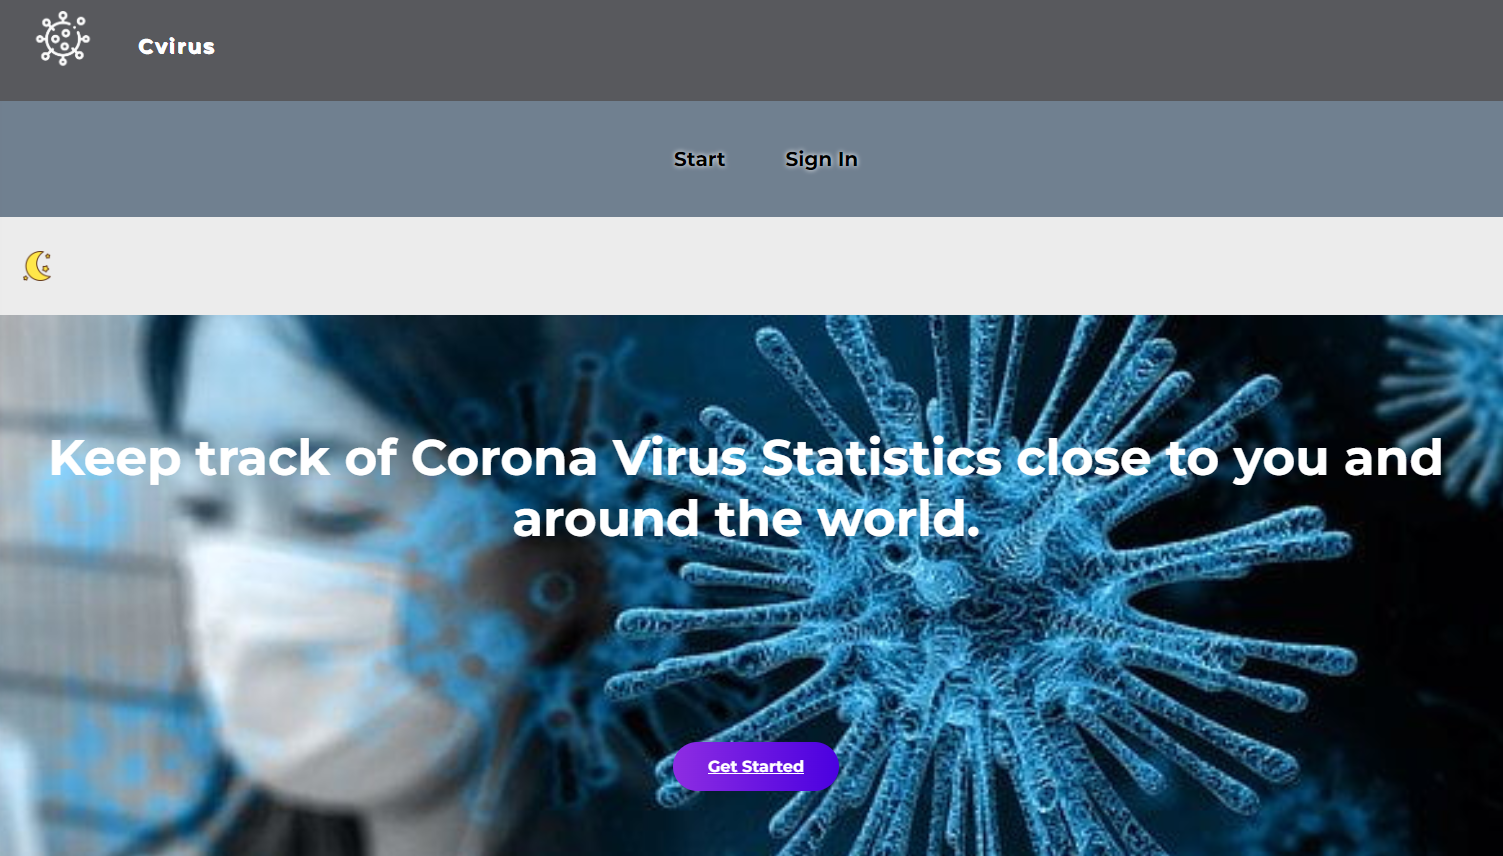 Cvirus
Start Sign In
Keep track of Corona Virus Statistics close to you and
around the world.
Get Started